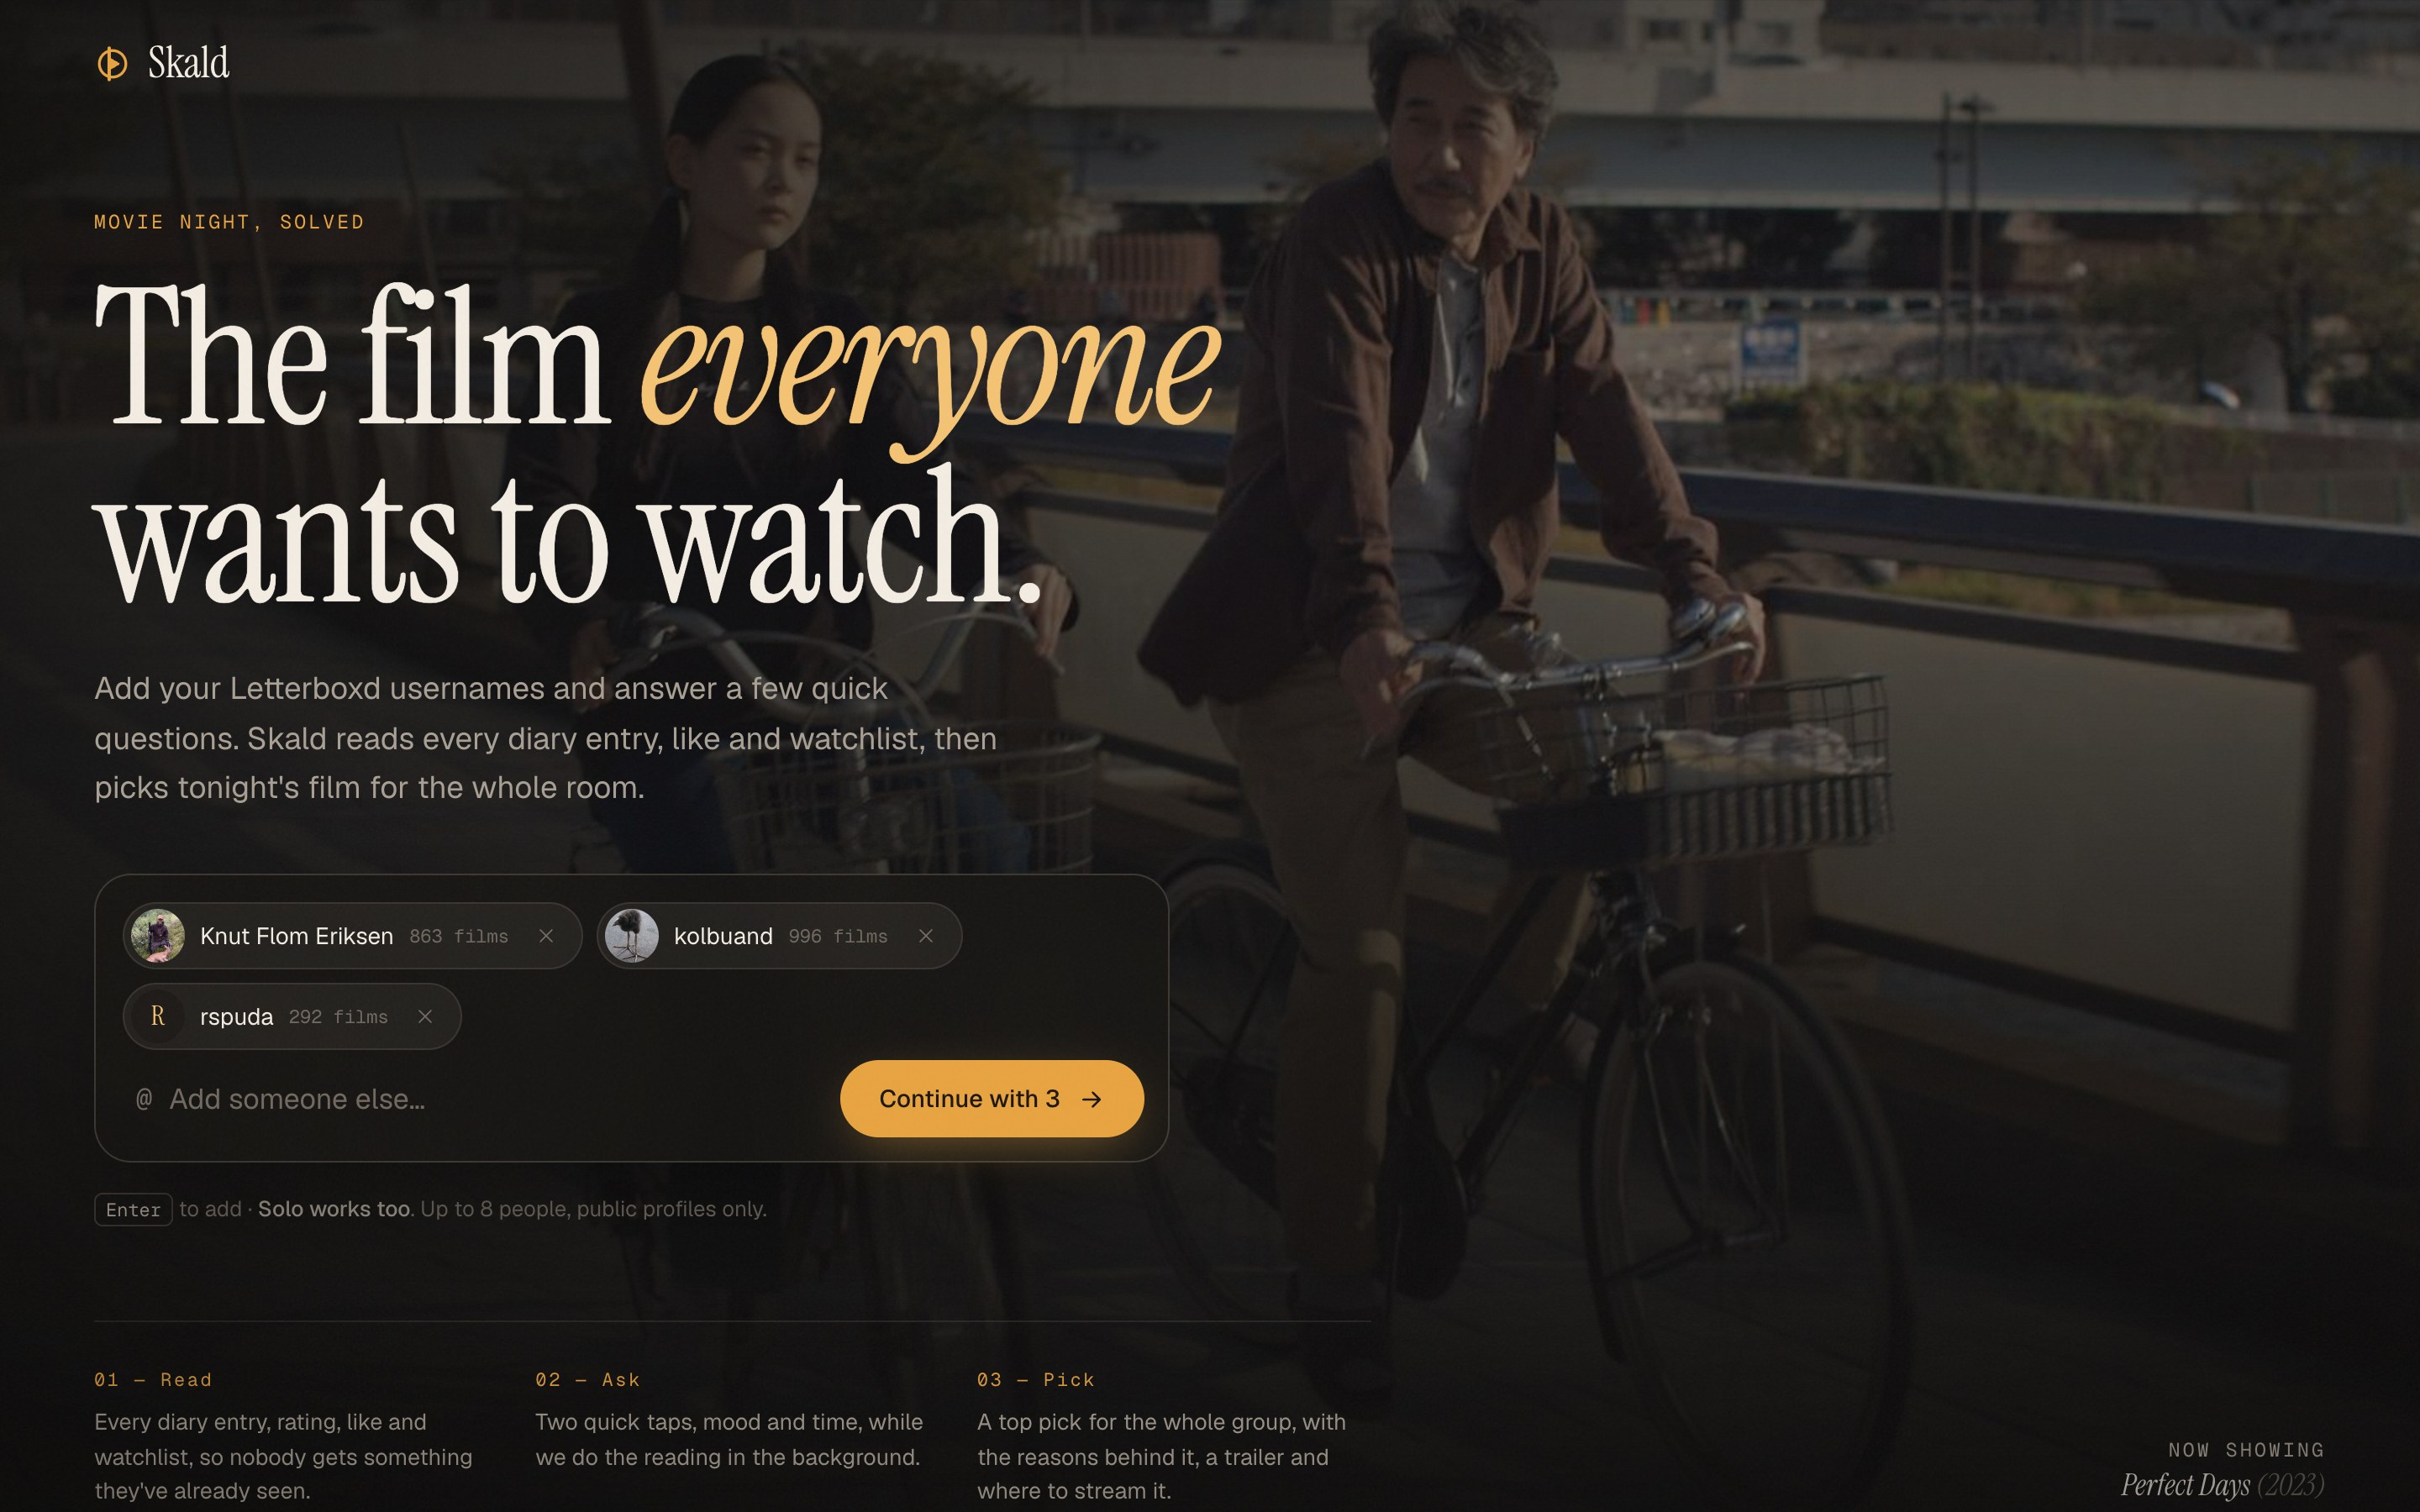 Skald
MOVIE NIGHT, SOLVED
The film everyone
wants to watch.
Add your Letterboxd usernames and answer a few quick
questions. Skald reads every diary entry, like and watchlist, then
picks tonight's film for the whole room.
Knut Flom Eriksen 863 films ×
kolbuand 996 films ×
R rspuda 292 films ×
@ Add someone else…
Continue with 3 →
Enter to add · Solo works too. Up to 8 people, public profiles only.
01 — Read
Every diary entry, rating, like and
watchlist, so nobody gets something
they've already seen.
02 — Ask
Two quick taps, mood and time, while
we do the reading in the background.
03 — Pick
A top pick for the whole group, with
the reasons behind it, a trailer and
where to stream it.
NOW SHOWING
Perfect Days (2023)